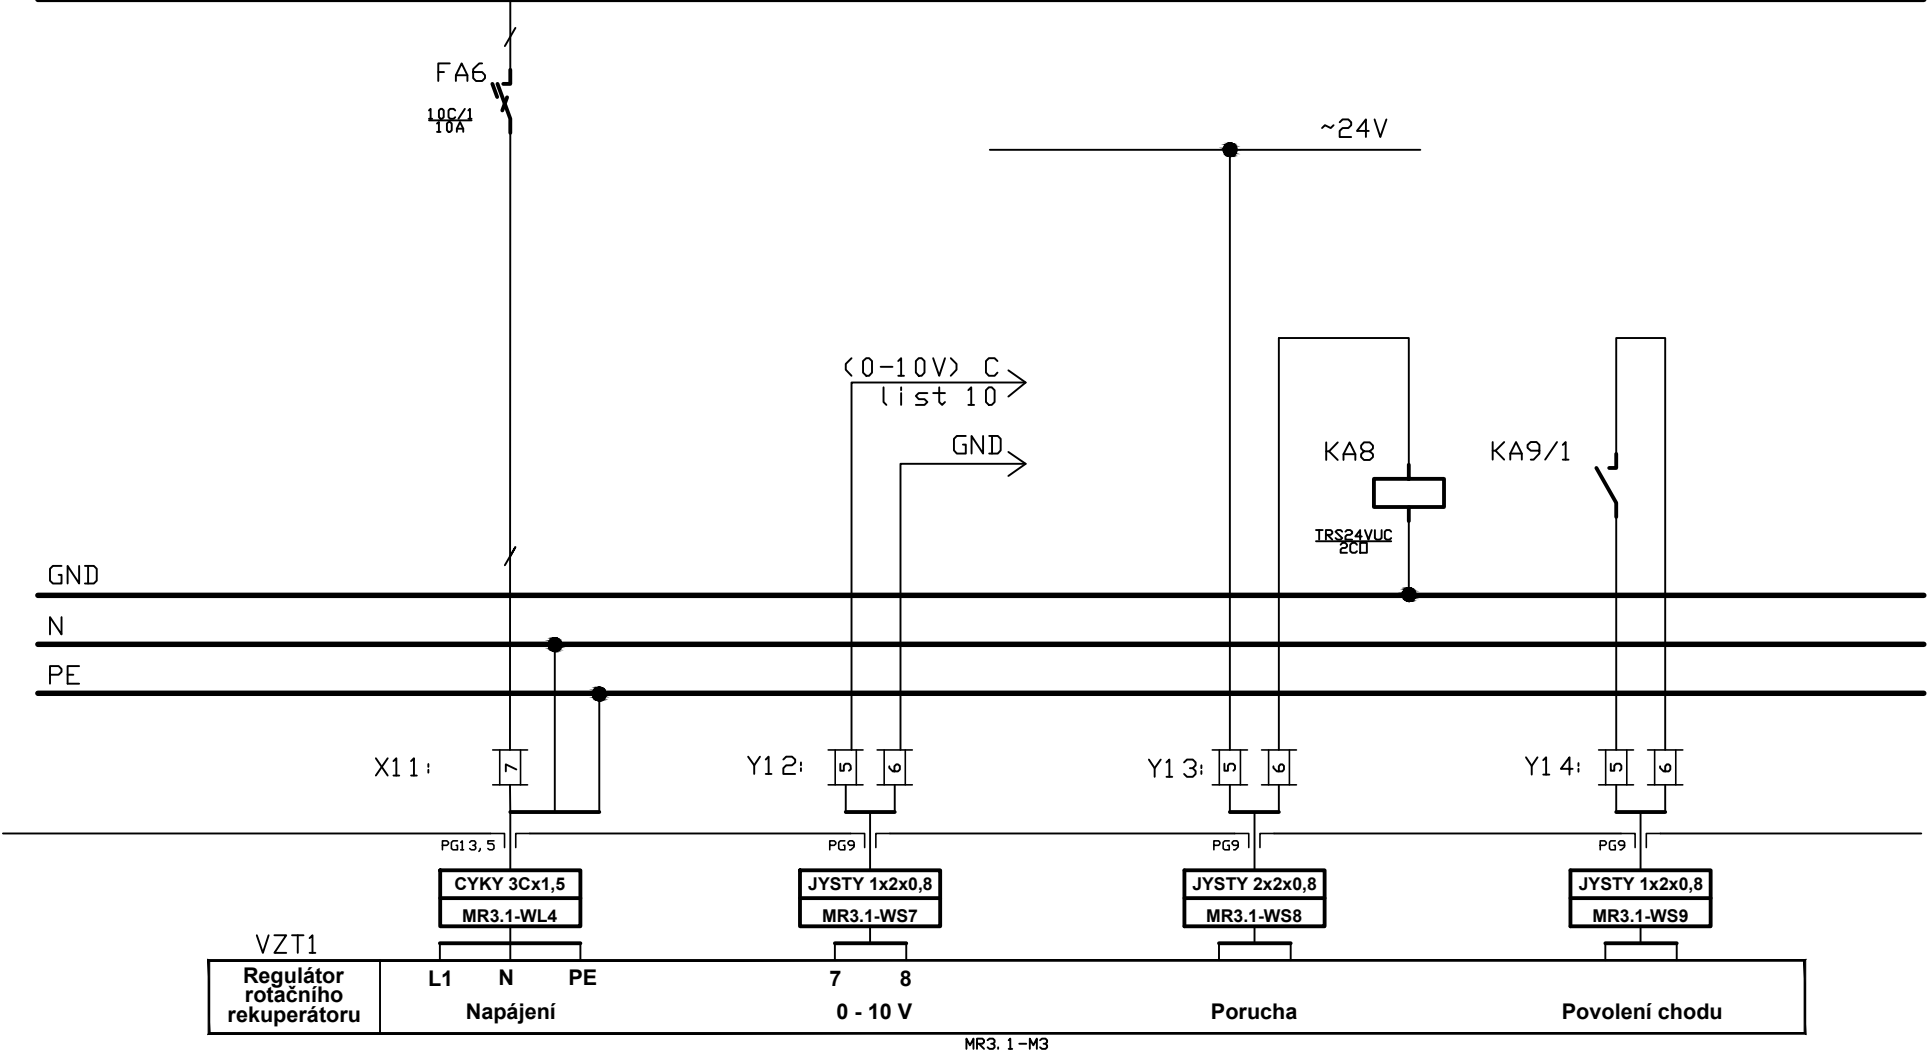 FA6
10C/1
10A
~24V
(0-10V) C
list 10
GND
KA8
KA9/1
TRS24VUC
2CO
GND
N
PE
X11: 7
Y12: 5 6
Y13: 5 6
Y14: 5 6
PG13,5 PG9 PG9 PG9
CYKY 3Cx1,5 JYSTY 1x2x0,8 JYSTY 2x2x0,8 JYSTY 1x2x0,8
MR3.1-WL4 MR3.1-WS7 MR3.1-WS8 MR3.1-WS9
VZT1
Regulátor
rotačního
rekuperátoru
L1 N PE 7 8
Napájení 0 - 10 V Porucha Povolení chodu
MR3.1-M3